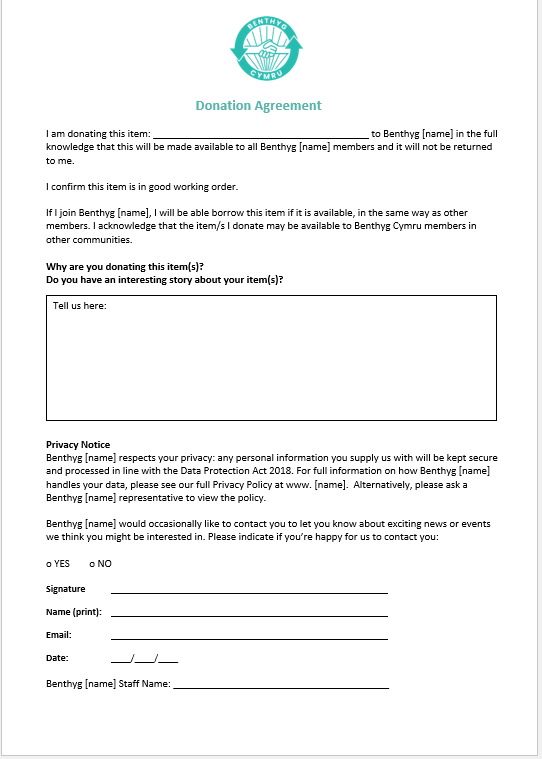 BENTHYG
CYMRU
Donation Agreement
I am donating this item: ________________________________________ to Benthyg [name] in the full
knowledge that this will be made available to all Benthyg [name] members and it will not be returned
to me.
I confirm this item is in good working order.
If I join Benthyg [name], I will be able borrow this item if it is available, in the same way as other
members. I acknowledge that the item/s I donate may be available to Benthyg Cymru members in
other communities.
Why are you donating this item(s)?
Do you have an interesting story about your item(s)?
Tell us here:
Privacy Notice
Benthyg [name] respects your privacy: any personal information you supply us with will be kept secure
and processed in line with the Data Protection Act 2018. For full information on how Benthyg [name]
handles your data, please see our full Privacy Policy at www. [name].  Alternatively, please ask a
Benthyg [name] representative to view the policy.
Benthyg [name] would occasionally like to contact you to let you know about exciting news or events
we think you might be interested in. Please indicate if you're happy for us to contact you:
o YES o NO
Signature ________________________________________
Name (print): ________________________________________
Email: ________________________________________
Date: ___/___/___
Benthyg [name] Staff Name: ________________________________________